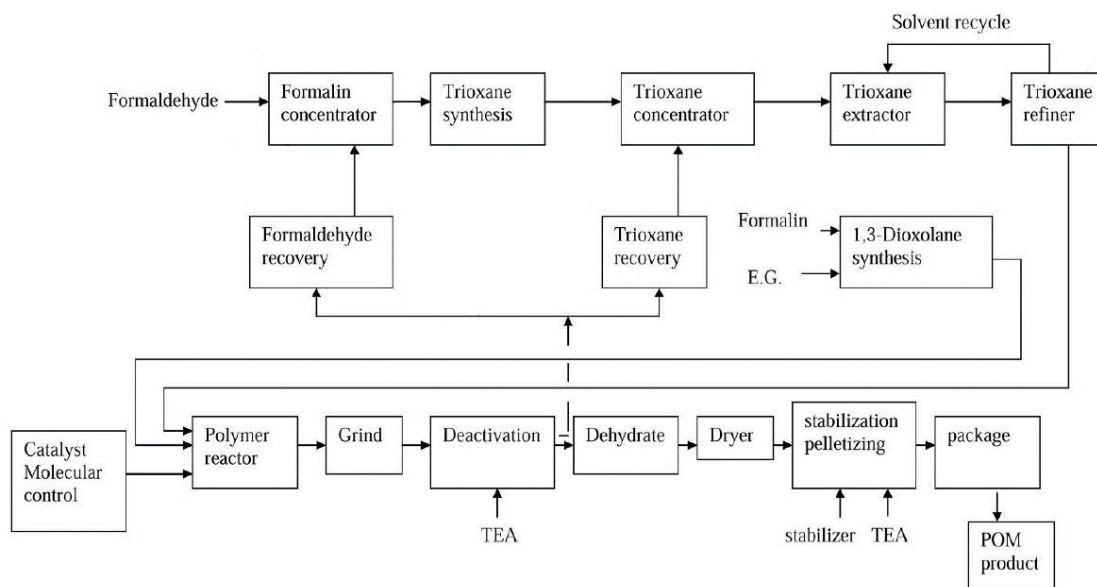 Solvent recycle
Formaldehyde
Formalin
concentrator
Trioxane
synthesis
Trioxane
concentrator
Trioxane
extractor
Trioxane
refiner
Formaldehyde
recovery
Trioxane
recovery
Formalin
E.G.
1,3-Dioxolane
synthesis
Catalyst
Molecular
control
Polymer
reactor
Grind
Deactivation
Dehydrate
Dryer
stabilization
pelletizing
package
TEA
stabilizer
TEA
POM
product